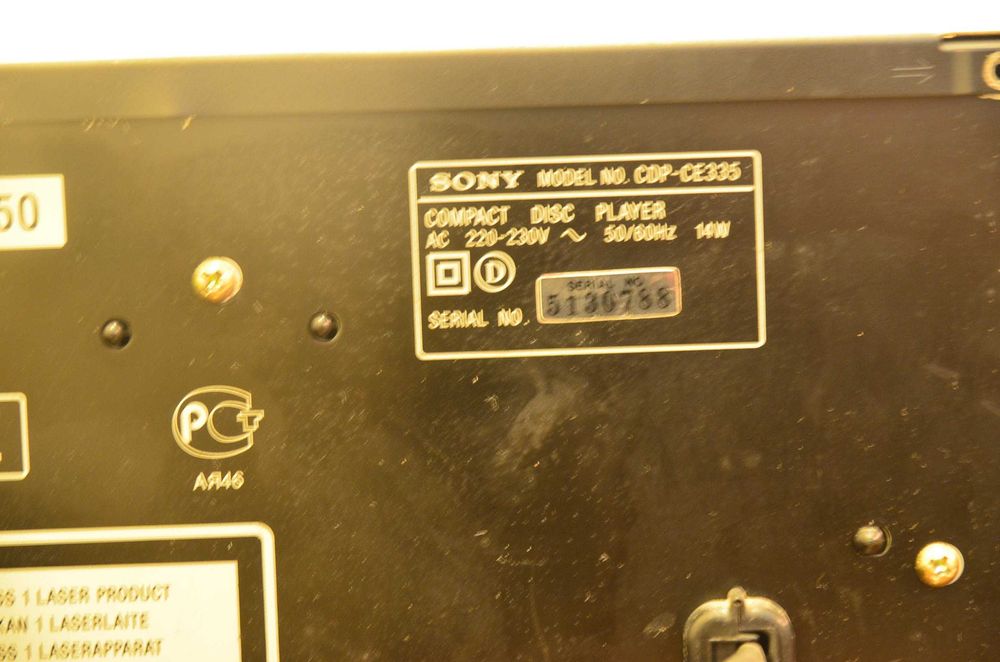 SONY MODEL NO. CDP-CE335
COMPACT DISC PLAYER
AC 220-230V ~ 50/60Hz 14W
D
SERIAL NO.
5130788
SERIAL NO.
50
РСТ
АЯ46
SS 1 LASER PRODUCT
KAN 1 LASERLAITE
SS 1 LASERAPPARAT